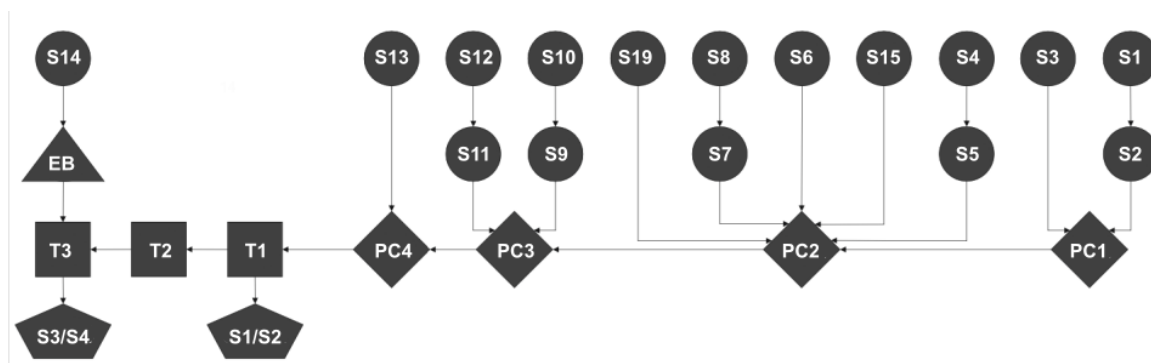 S14 S13 S12 S10 S19 S8 S6 S15 S4 S3 S1
EB S11 S9 S7 S5 S2
T3 T2 T1 PC4 PC3 PC2 PC1
S3/S4 S1/S2